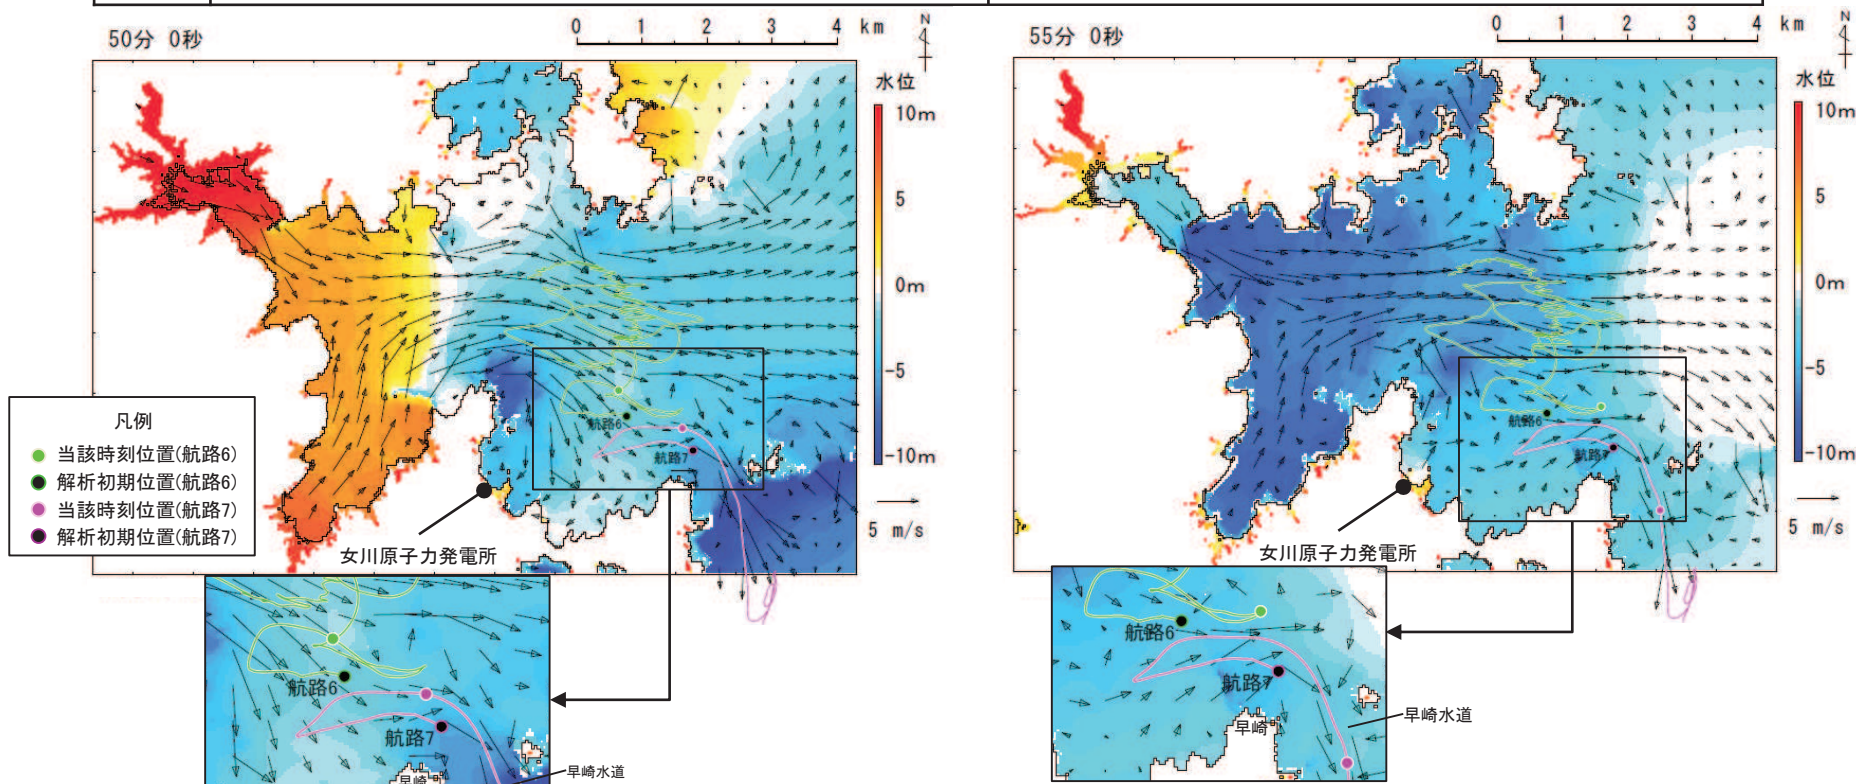 50分 0秒
0 1 2 3 4 km
N
水位
10m
5
0m
-5
-10m
5 m/s
航路6
航路7
女川原子力発電所
凡例
当該時刻位置(航路6)
解析初期位置(航路6)
当該時刻位置(航路7)
解析初期位置(航路7)
航路6
航路7
早崎
早崎水道
55分 0秒
0 1 2 3 4 km
N
水位
10m
5
0m
-5
-10m
5 m/s
航路6
航路7
女川原子力発電所
航路6
航路7
早崎
早崎水道